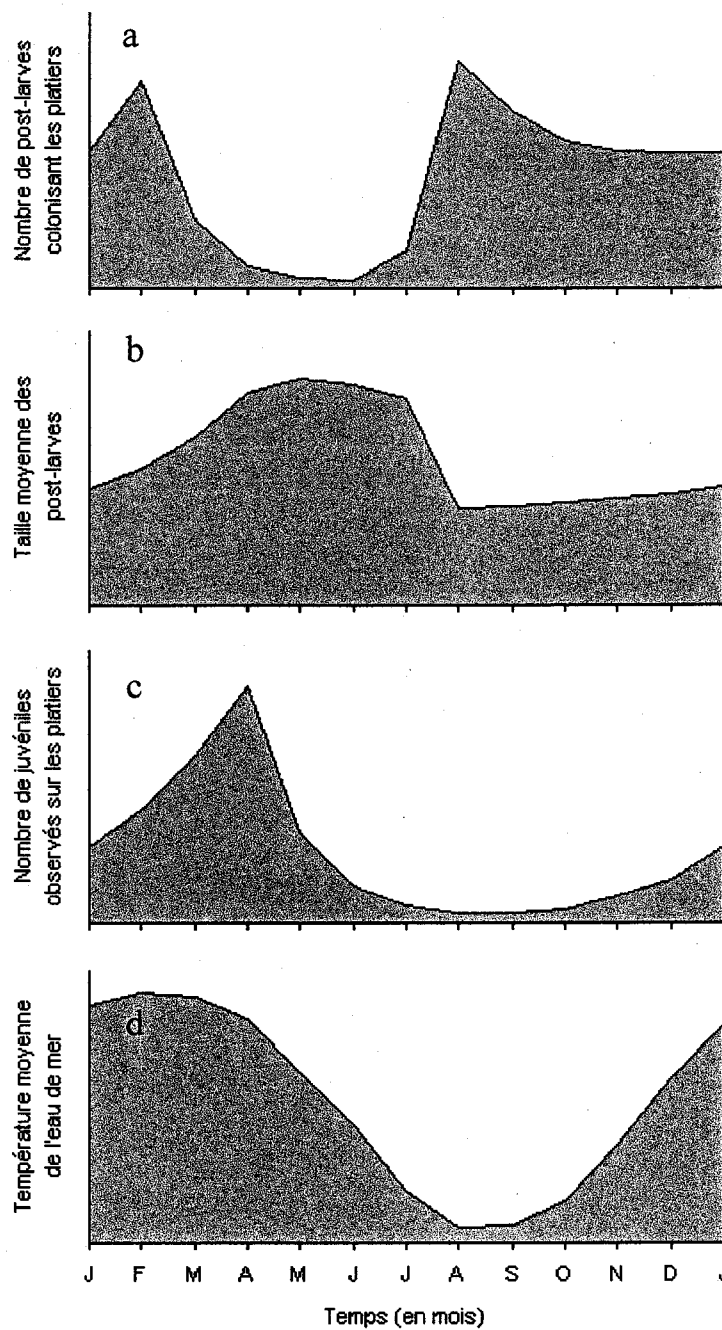 a
Nombre de post-larves
colonisant les platiers
b
Taille moyenne des
post-larves
c
Nombre de juvéniles
observés sur les platiers
d
Température moyenne
de l'eau de mer
J F M A M J J A S O N D J
Temps (en mois)